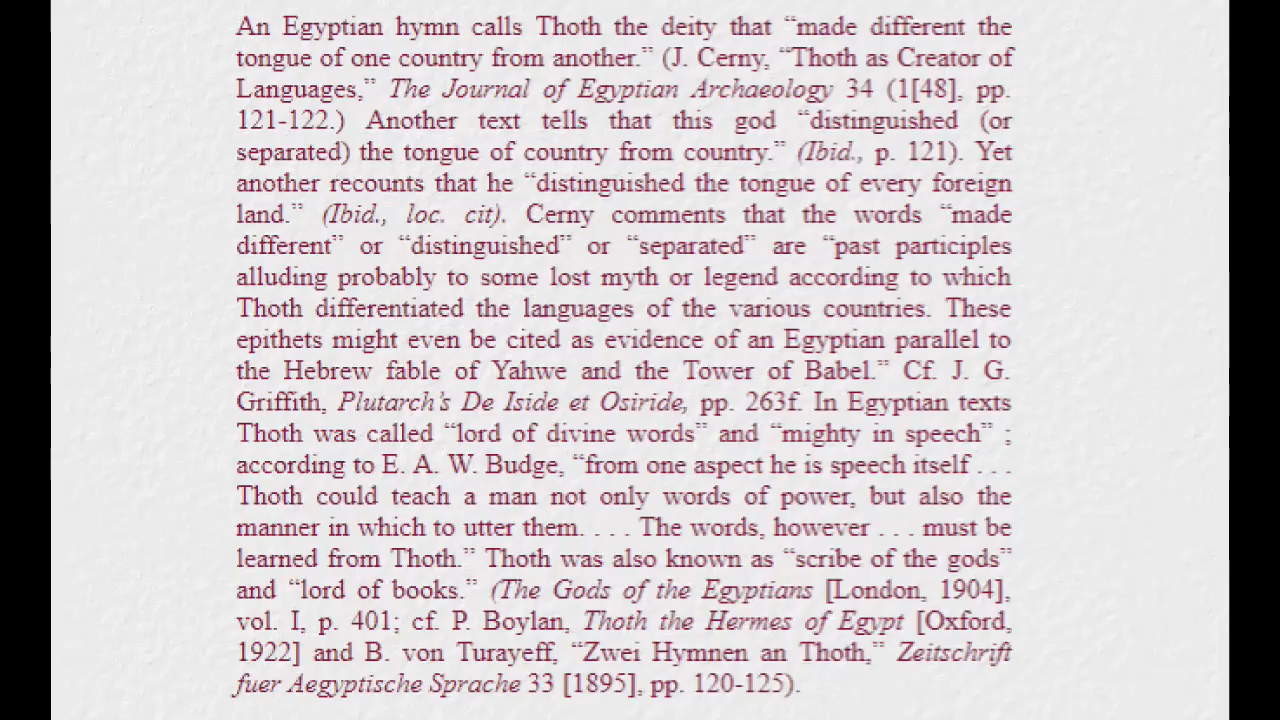 An Egyptian hymn calls Thoth the deity that “made different the
tongue of one country from another.” (J. Cerny, “Thoth as Creator of
Languages,” The Journal of Egyptian Archaeology 34 (1[48], pp.
121-122.) Another text tells that this god “distinguished (or
separated) the tongue of country from country.” (Ibid., p. 121). Yet
another recounts that he “distinguished the tongue of every foreign
land.” (Ibid., loc. cit). Cerny comments that the words “made
different” or “distinguished” or “separated” are “past participles
alluding probably to some lost myth or legend according to which
Thoth differentiated the languages of the various countries. These
epithets might even be cited as evidence of an Egyptian parallel to
the Hebrew fable of Yahwe and the Tower of Babel.” Cf. J. G.
Griffith, Plutarch’s De Iside et Osiride, pp. 263f. In Egyptian texts
Thoth was called “lord of divine words” and “mighty in speech” ;
according to E. A. W. Budge, “from one aspect he is speech itself . . .
Thoth could teach a man not only words of power, but also the
manner in which to utter them. . . . The words, however . . . must be
learned from Thoth.” Thoth was also known as “scribe of the gods”
and “lord of books.” (The Gods of the Egyptians [London, 1904],
vol. I, p. 401; cf. P. Boylan, Thoth the Hermes of Egypt [Oxford,
1922] and B. von Turayeff, “Zwei Hymnen an Thoth,” Zeitschrift
fuer Aegyptische Sprache 33 [1895], pp. 120-125).